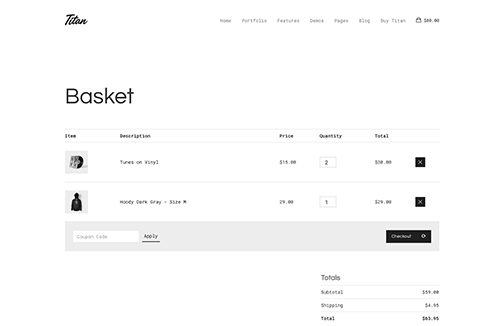 Titan
Home Portfolio Features Demos Pages Blog Buy Titan $88.00
Basket
Item Description Price Quantity Total
Tunes on Vinyl $15.00 2 $30.00
Hoody Dark Gray - Size M 29.00 1 $29.00
Coupon Code Apply Checkout
Totals
Subtotal $59.00
Shipping $4.95
Total $63.95